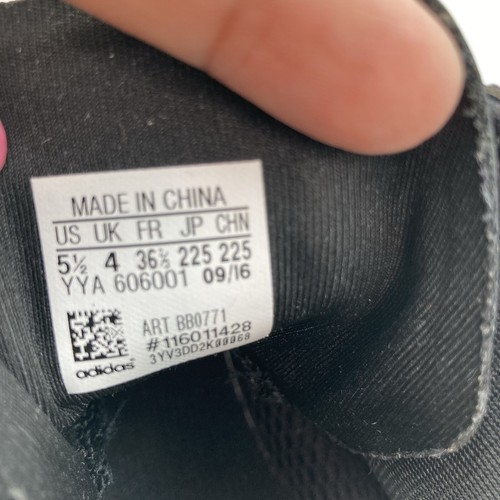 MADE IN CHINA
US UK FR JP CHN
5½ 4 36⅔ 225 225
YYA 606001 09/16
ART BB0771
#116011428
adidas